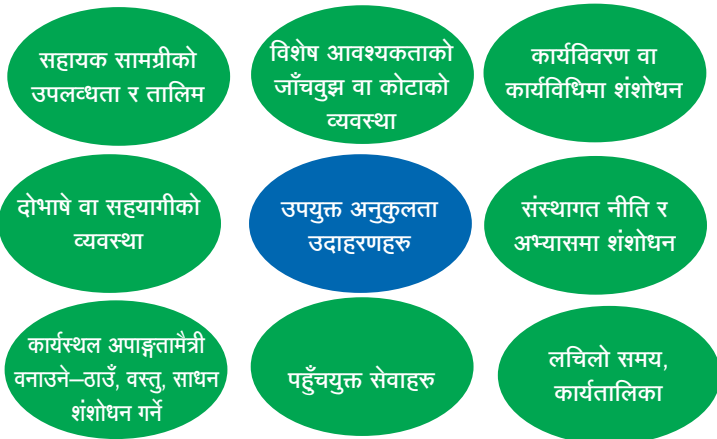 सहायक सामग्रीको
उपलव्धता र तालिम
विशेष आवश्यकताको
जाँचवुझ वा कोटाको
व्यवस्था
कार्यविवरण वा
कार्यविधिमा शंशोधन
दोभाषे वा सहयागीको
व्यवस्था
उपयुक्त अनुकुलता
उदाहरणहरु
संस्थागत नीति र
अभ्यासमा शंशोधन
कार्यस्थल अपाङ्गतामैत्री
वनाउने–ठाउँ, वस्तु, साधन
शंशोधन गर्ने
पहुँचयुक्त सेवाहरु
लचिलो समय,
कार्यतालिका